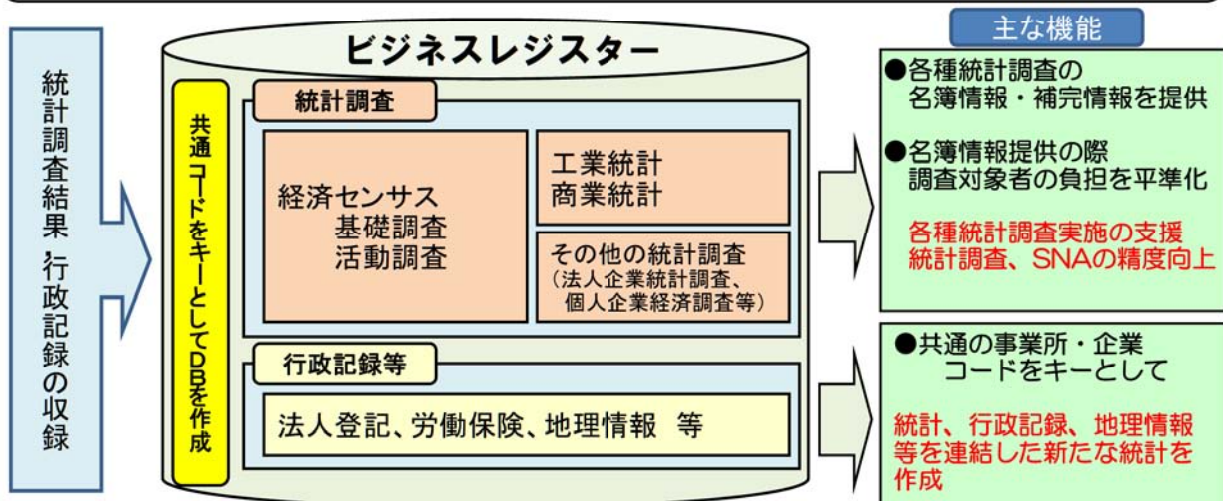 統計調査結果、行政記録の収録
ビジネスレジスター
共通コードをキーとしてDBを作成
統計調査
経済センサス
基礎調査
活動調査
工業統計
商業統計
その他の統計調査
(法人企業統計調査、
個人企業経済調査等)
行政記録等
法人登記、労働保険、地理情報 等
主な機能
●各種統計調査の
名簿情報・補完情報を提供
●名簿情報提供の際
調査対象者の負担を平準化
各種統計調査実施の支援
統計調査、SNAの精度向上
●共通の事業所・企業
コードをキーとして
統計、行政記録、地理情報
等を連結した新たな統計を
作成